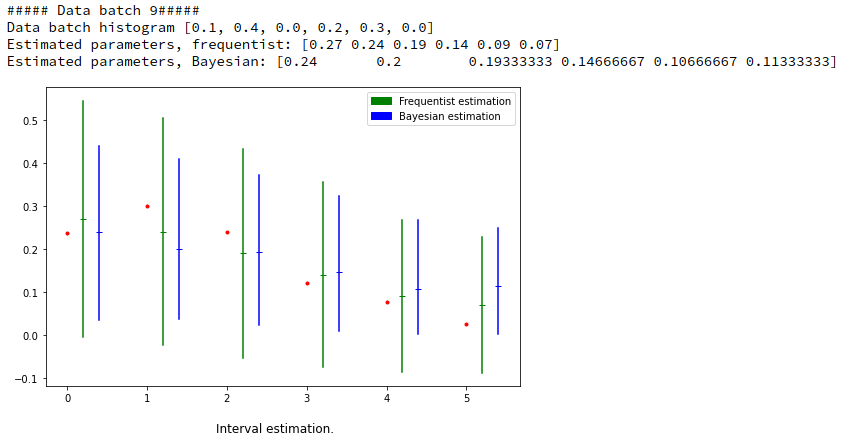 ##### Data batch 9#####
Data batch histogram [0.1, 0.4, 0.0, 0.2, 0.3, 0.0]
Estimated parameters, frequentist: [0.27 0.24 0.19 0.14 0.09 0.07]
Estimated parameters, Bayesian: [0.24       0.2        0.19333333 0.14666667 0.10666667 0.11333333]
Frequentist estimation
Bayesian estimation
0.5
0.4
0.3
0.2
0.1
0.0
−0.1
0 1 2 3 4 5
Interval estimation.